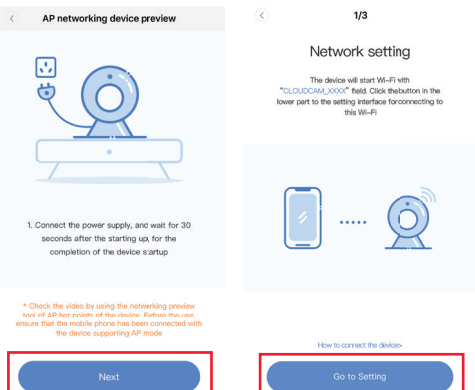 AP networking device preview
1. Connect the power supply, and wait for 30
seconds after the starting up, for the
completion of the device startup
* Check the video by using the networking preview
tool of AP hot points of the device. Before the use,
ensure that the mobile phone has been connected with
the device supporting AP mode
Next
1/3
Network setting
The device will start Wi-Fi with
"CLOUDCAM_XXXX" field. Click thebutton in the
lower part to the setting interface forconnecting to
this Wi-Fi
How to connect the device>
Go to Setting